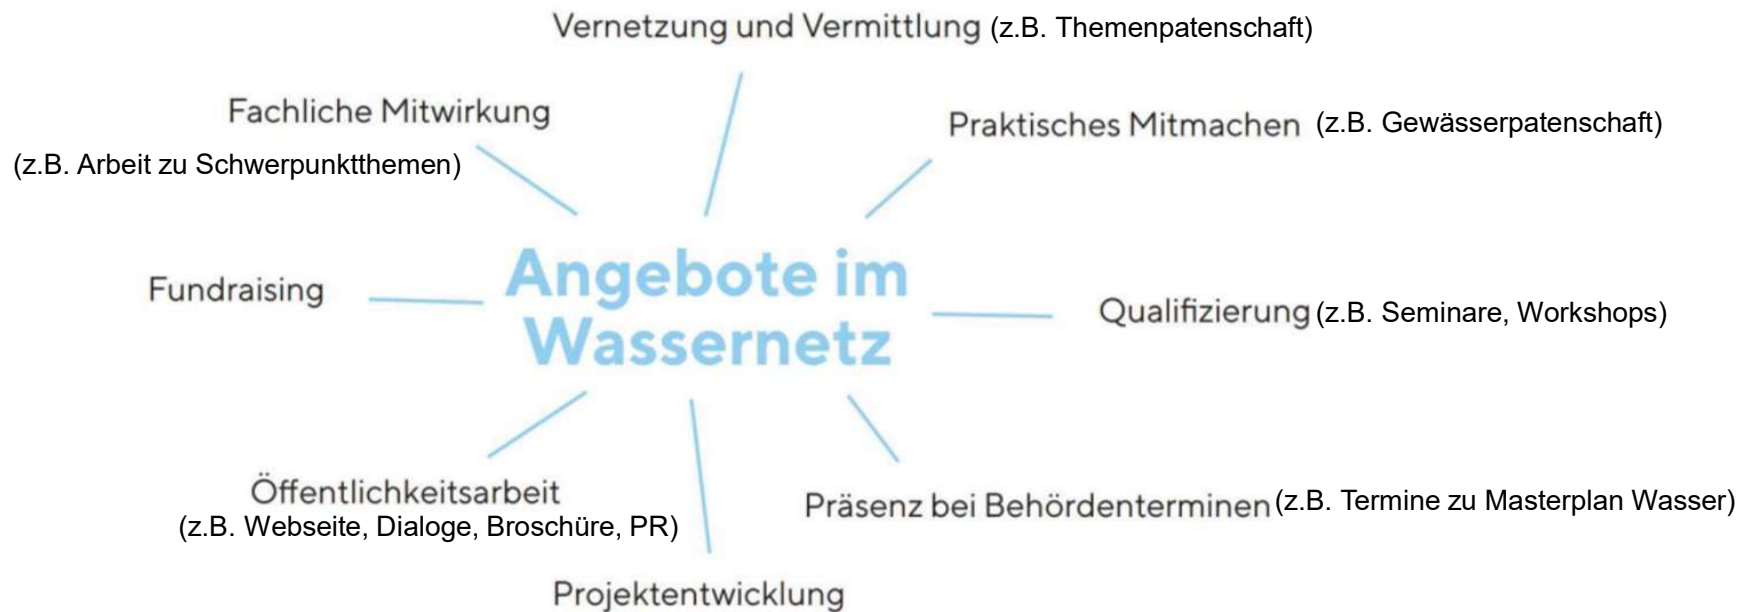 Vernetzung und Vermittlung (z.B. Themenpatenschaft)
Fachliche Mitwirkung
(z.B. Arbeit zu Schwerpunktthemen)
Praktisches Mitmachen (z.B. Gewässerpatenschaft)
Fundraising
Angebote im
Wassernetz
Qualifizierung (z.B. Seminare, Workshops)
Öffentlichkeitsarbeit
(z.B. Webseite, Dialoge, Broschüre, PR)
Präsenz bei Behördenterminen (z.B. Termine zu Masterplan Wasser)
Projektentwicklung